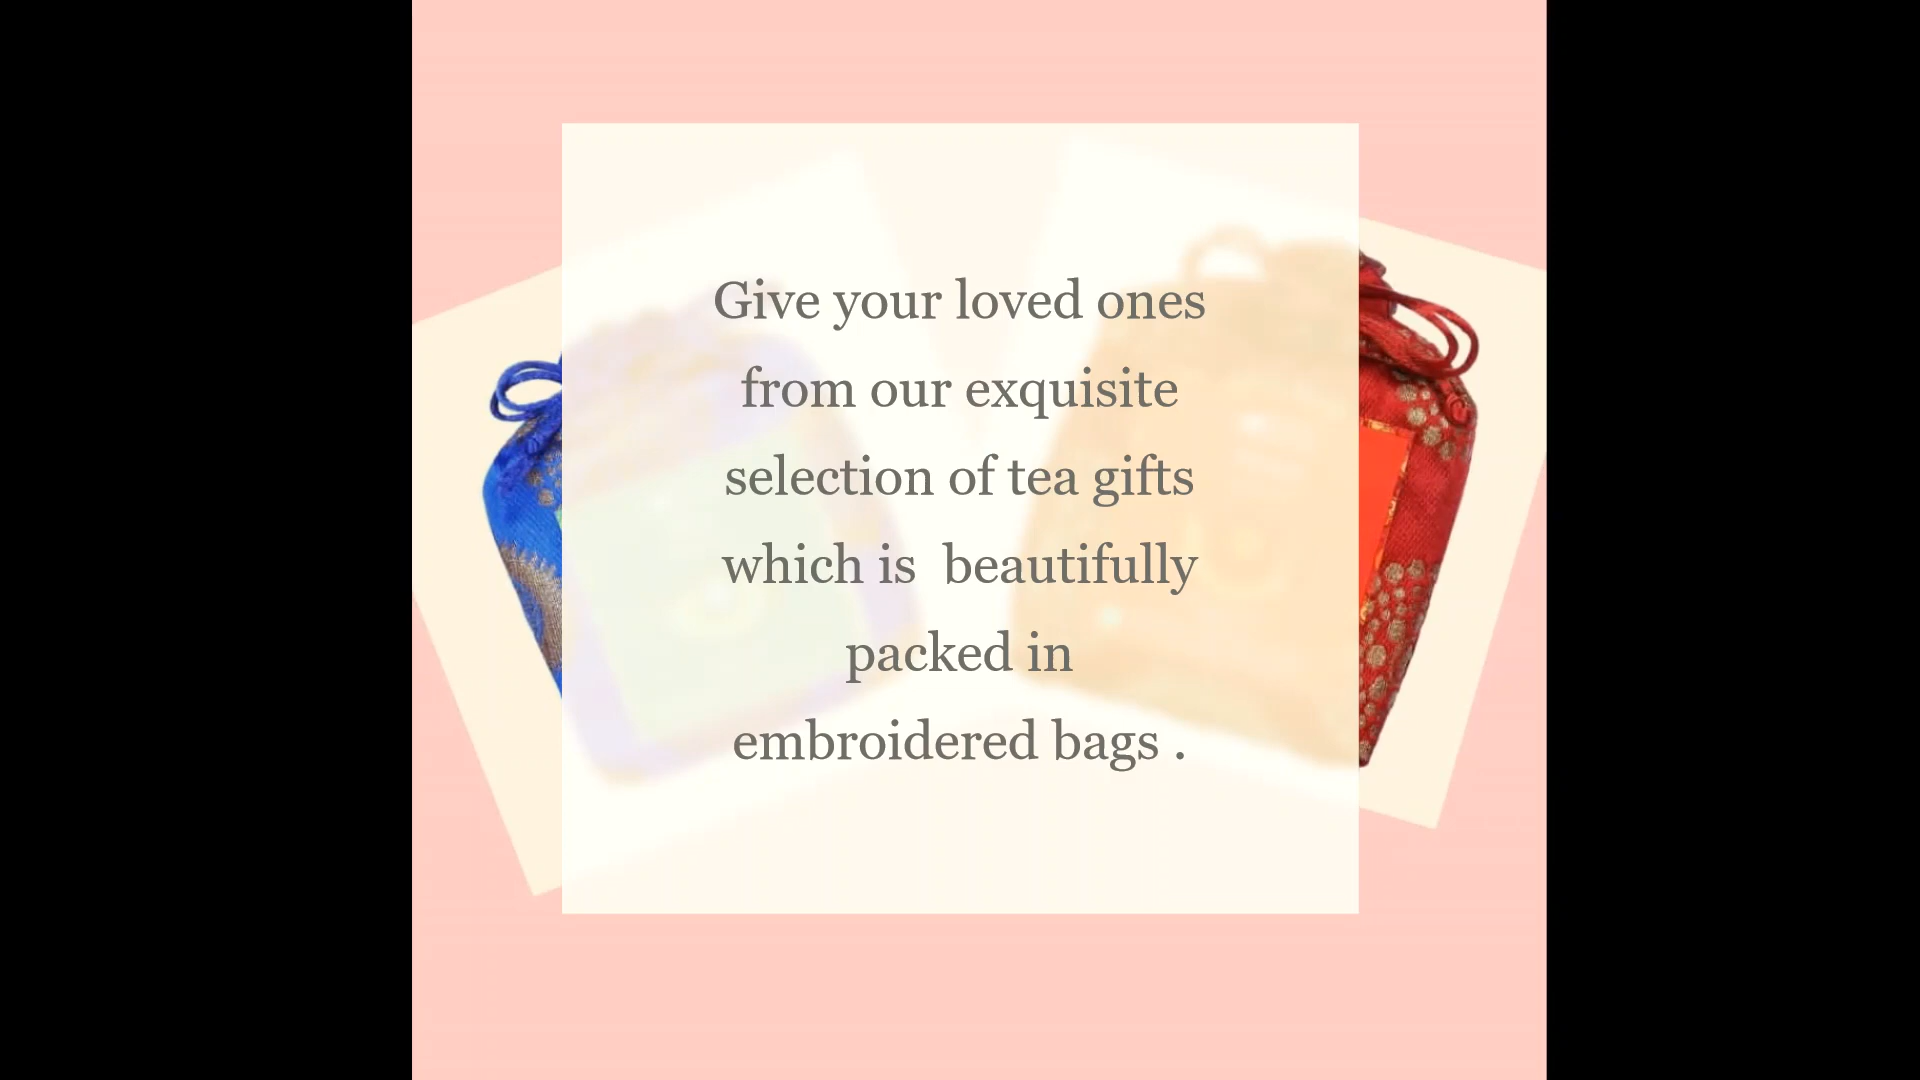 Give your loved ones
from our exquisite
selection of tea gifts
which is  beautifully
packed in
embroidered bags .